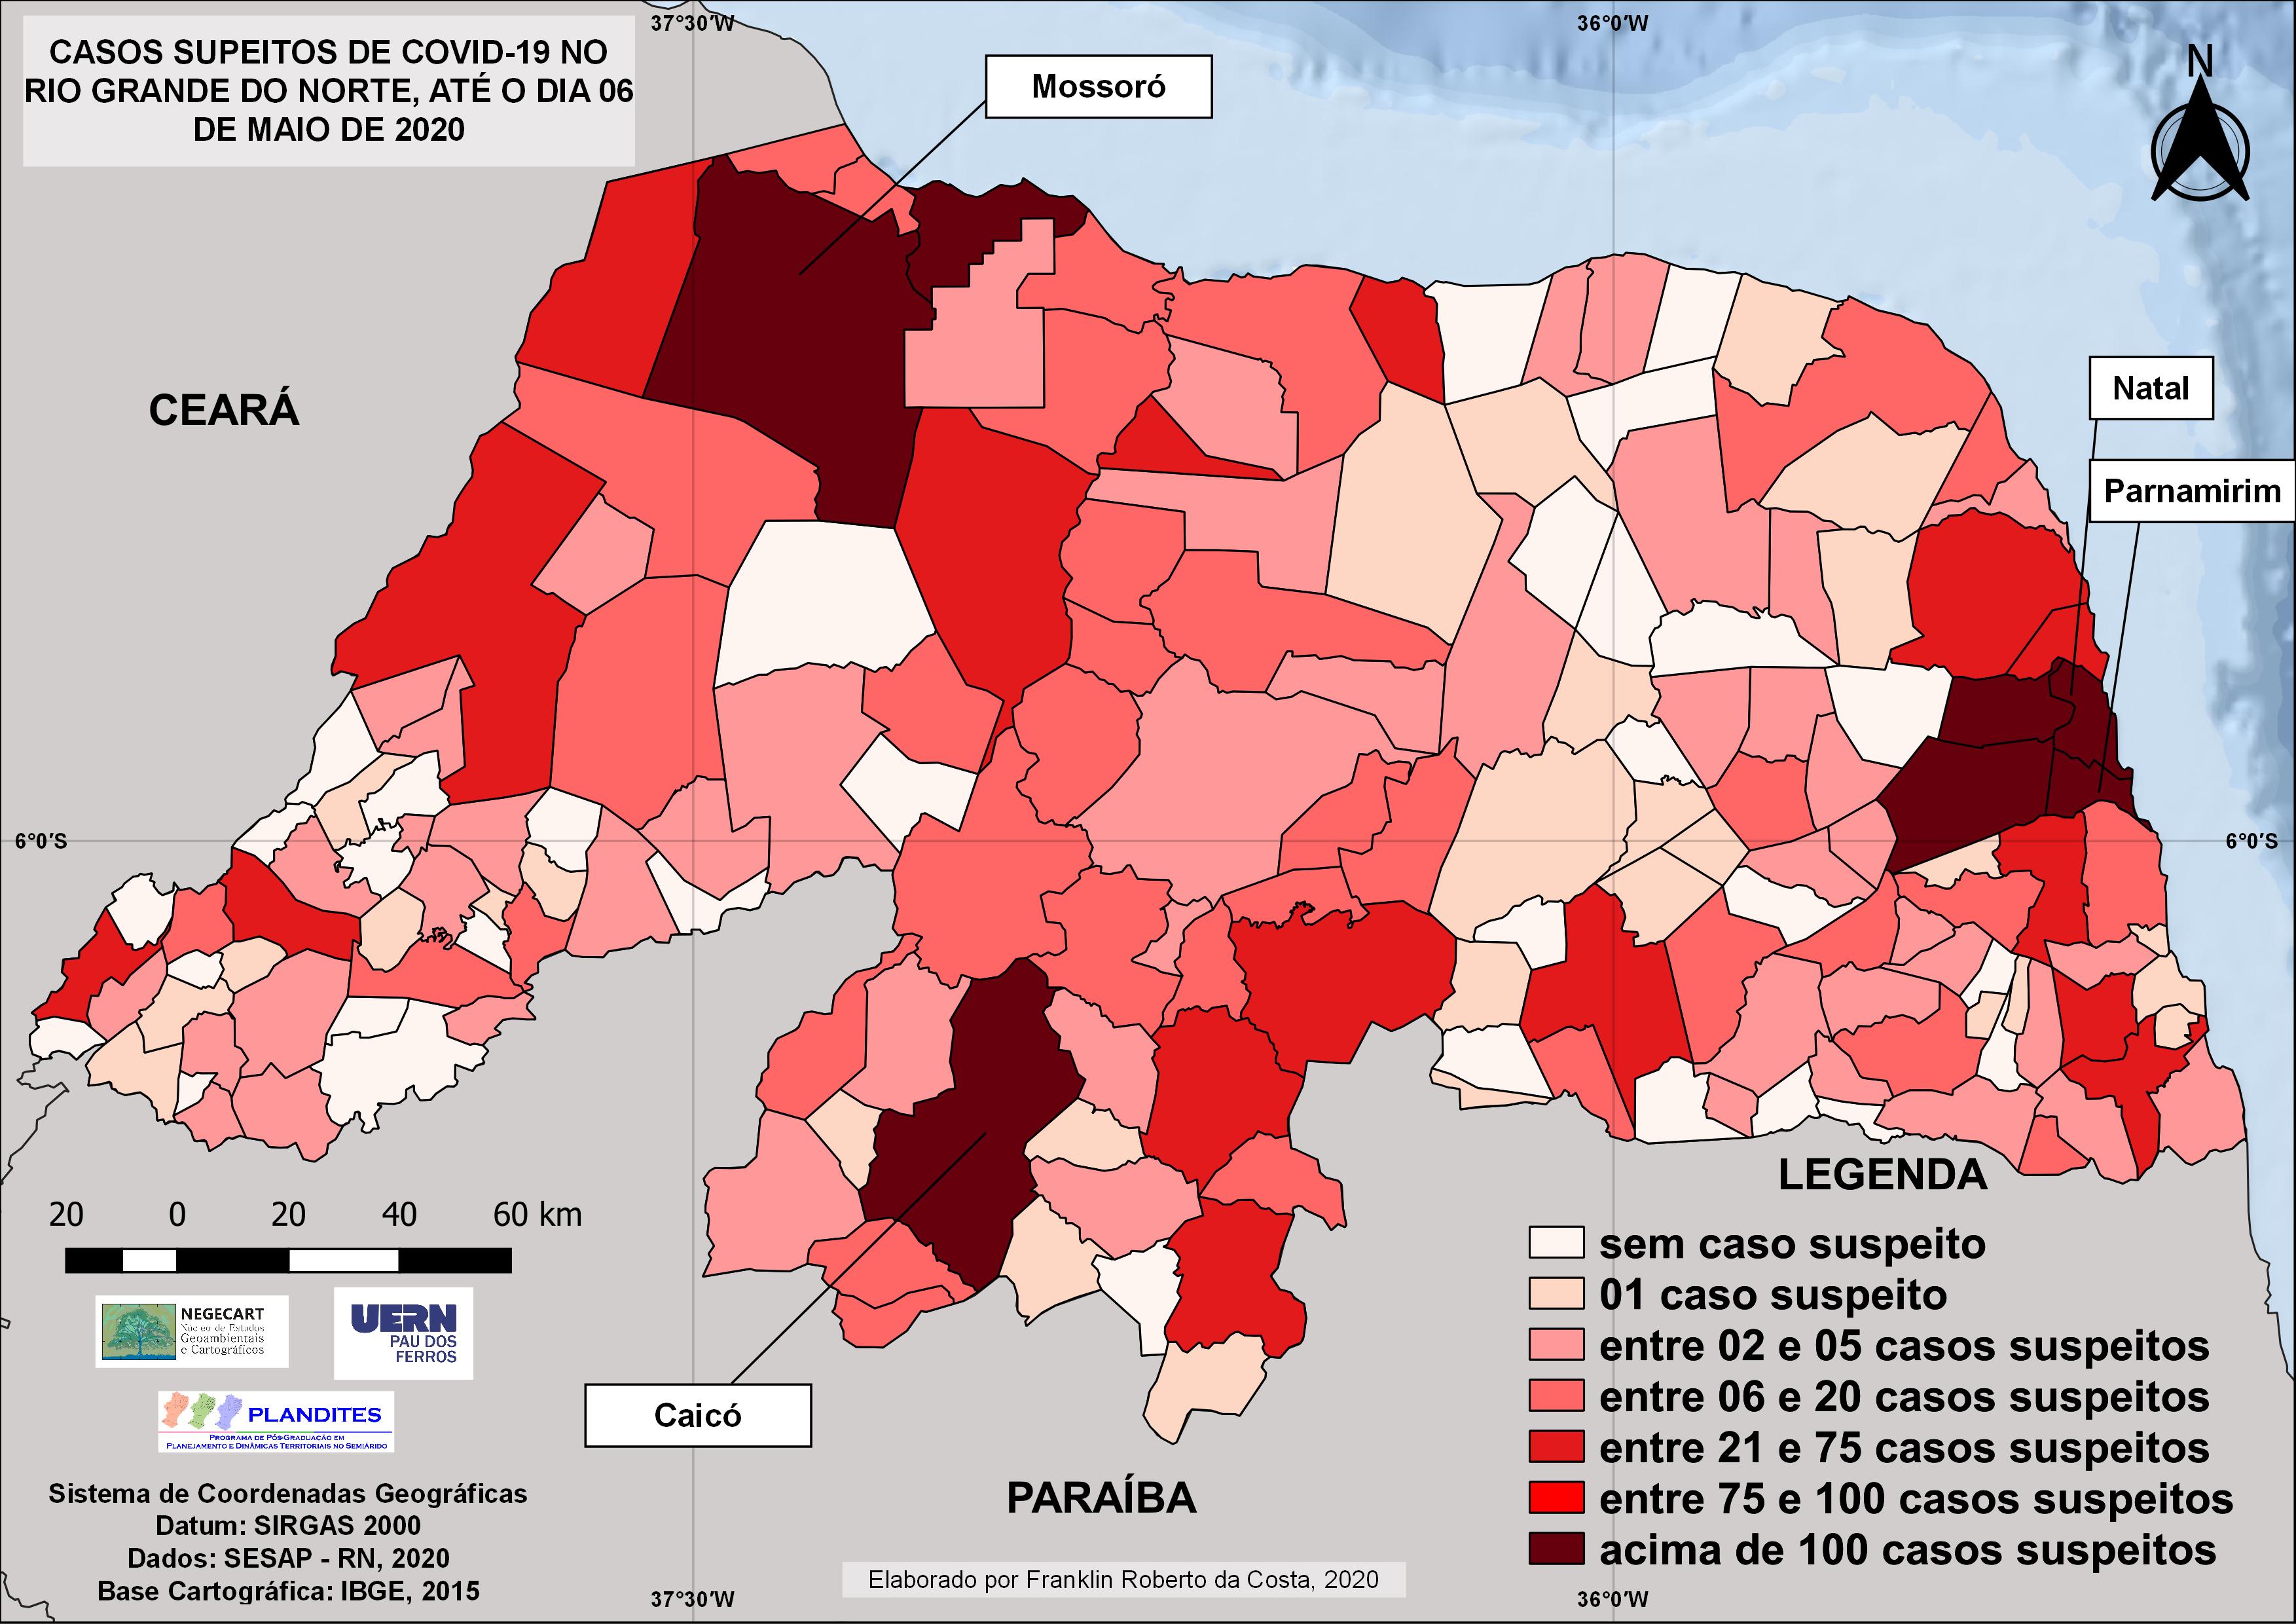 CASOS SUPEITOS DE COVID-19 NO
RIO GRANDE DO NORTE, ATÉ O DIA 06
DE MAIO DE 2020
37°30′W
36°0′W
N
Mossoró
Natal
Parnamirim
CEARÁ
6°0′S
6°0′S
LEGENDA
sem caso suspeito
01 caso suspeito
entre 02 e 05 casos suspeitos
entre 06 e 20 casos suspeitos
entre 21 e 75 casos suspeitos
entre 75 e 100 casos suspeitos
acima de 100 casos suspeitos
20 0 20 40 60 km
NEGECART
Núcleo de Estudos
Geoambientais
e Cartográficos
UERN
PAU DOS
FERROS
PLANDITES
PROGRAMA DE PÓS-GRADUAÇÃO EM
PLANEJAMENTO E DINÂMICAS TERRITORIAIS NO SEMIÁRIDO
Caicó
PARAÍBA
Sistema de Coordenadas Geográficas
Datum: SIRGAS 2000
Dados: SESAP - RN, 2020
Base Cartográfica: IBGE, 2015
Elaborado por Franklin Roberto da Costa, 2020
37°30′W
36°0′W